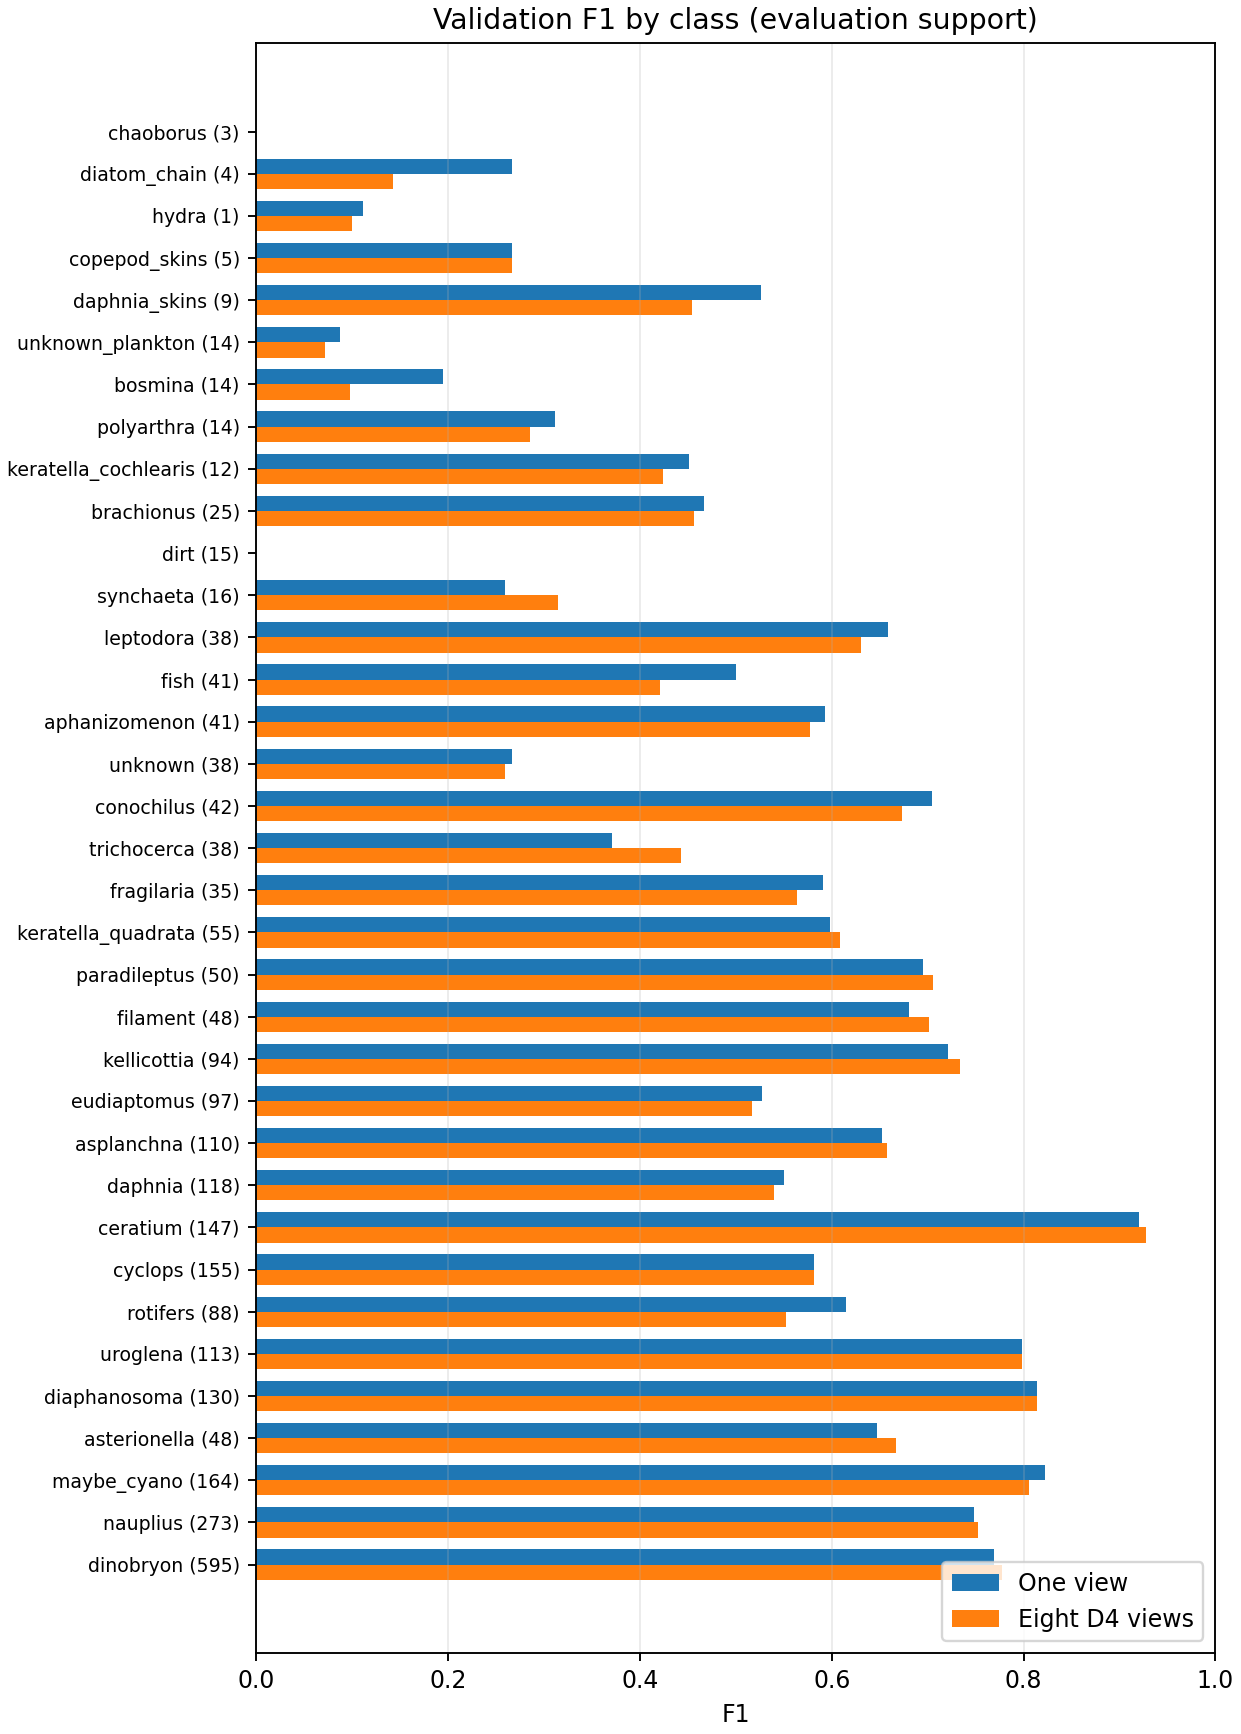 Validation F1 by class (evaluation support)
chaoborus (3)
diatom_chain (4)
hydra (1)
copepod_skins (5)
daphnia_skins (9)
unknown_plankton (14)
bosmina (14)
polyarthra (14)
keratella_cochlearis (12)
brachionus (25)
dirt (15)
synchaeta (16)
leptodora (38)
fish (41)
aphanizomenon (41)
unknown (38)
conochilus (42)
trichocerca (38)
fragilaria (35)
keratella_quadrata (55)
paradileptus (50)
filament (48)
kellicottia (94)
eudiaptomus (97)
asplanchna (110)
daphnia (118)
ceratium (147)
cyclops (155)
rotifers (88)
uroglena (113)
diaphanosoma (130)
asterionella (48)
maybe_cyano (164)
nauplius (273)
dinobryon (595)
One view
Eight D4 views
0.0 0.2 0.4 0.6 0.8 1.0
F1